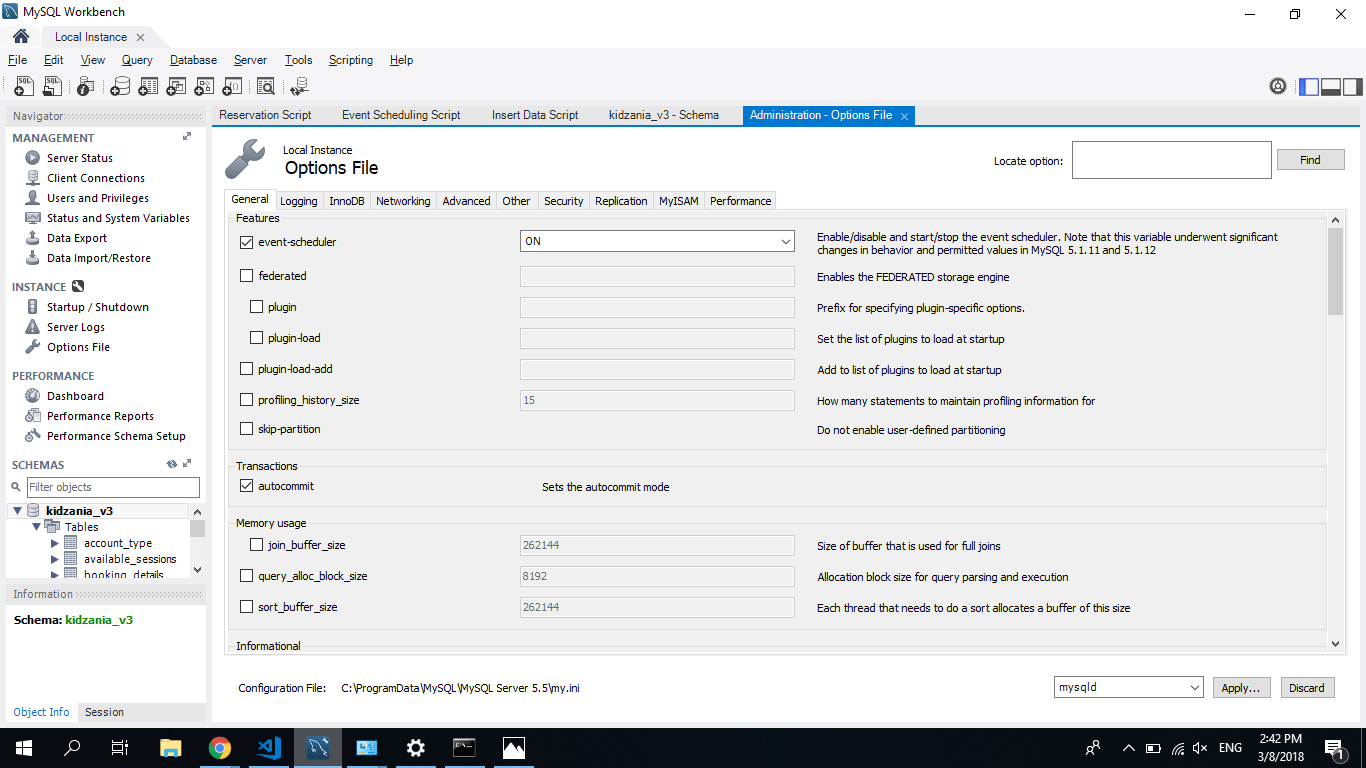 MySQL Workbench
Local Instance
File Edit View Query Database Server Tools Scripting Help
Navigator
MANAGEMENT
Server Status
Client Connections
Users and Privileges
Status and System Variables
Data Export
Data Import/Restore
INSTANCE
Startup / Shutdown
Server Logs
Options File
PERFORMANCE
Dashboard
Performance Reports
Performance Schema Setup
SCHEMAS
Filter objects
kidzania_v3
Tables
account_type
available_sessions
booking_details
Information
Schema: kidzania_v3
Object Info Session
Reservation Script Event Scheduling Script Insert Data Script kidzania_v3 - Schema Administration - Options File
Local Instance
Options File
Locate option: Find
General Logging InnoDB Networking Advanced Other Security Replication MyISAM Performance
Features
event-scheduler ON Enable/disable and start/stop the event scheduler. Note that this variable underwent significant
changes in behavior and permitted values in MySQL 5.1.11 and 5.1.12
federated Enables the FEDERATED storage engine
plugin Prefix for specifying plugin-specific options.
plugin-load Set the list of plugins to load at startup
plugin-load-add Add to list of plugins to load at startup
profiling_history_size 15 How many statements to maintain profiling information for
skip-partition Do not enable user-defined partitioning
Transactions
autocommit Sets the autocommit mode
Memory usage
join_buffer_size 262144 Size of buffer that is used for full joins
query_alloc_block_size 8192 Allocation block size for query parsing and execution
sort_buffer_size 262144 Each thread that needs to do a sort allocates a buffer of this size
Informational
Configuration File: C:\ProgramData\MySQL\MySQL Server 5.5\my.ini mysqld Apply... Discard
ENG 2:42 PM
3/8/2018
1